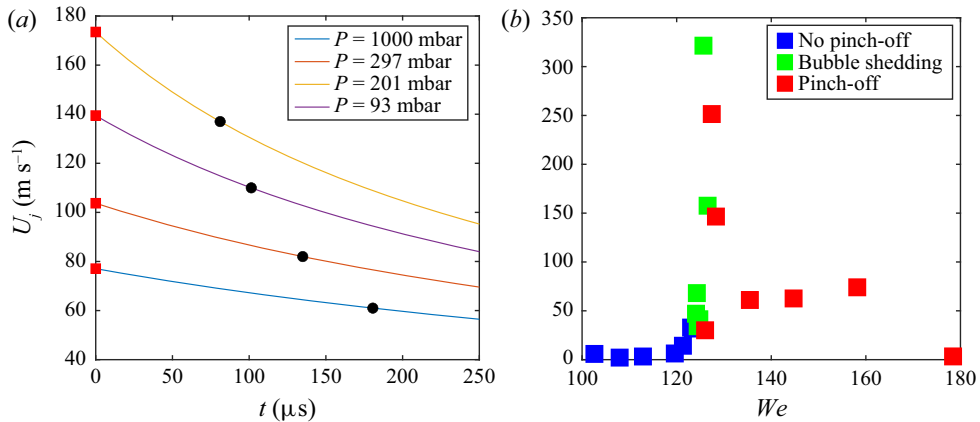 (a)
180
160
140
120
100
80
60
40
U_j (m s⁻¹)
P = 1000 mbar
P = 297 mbar
P = 201 mbar
P = 93 mbar
0 50 100 150 200 250
t (μs)
(b)
350
300
250
200
150
100
50
0
No pinch-off
Bubble shedding
Pinch-off
100 120 140 160 180
We